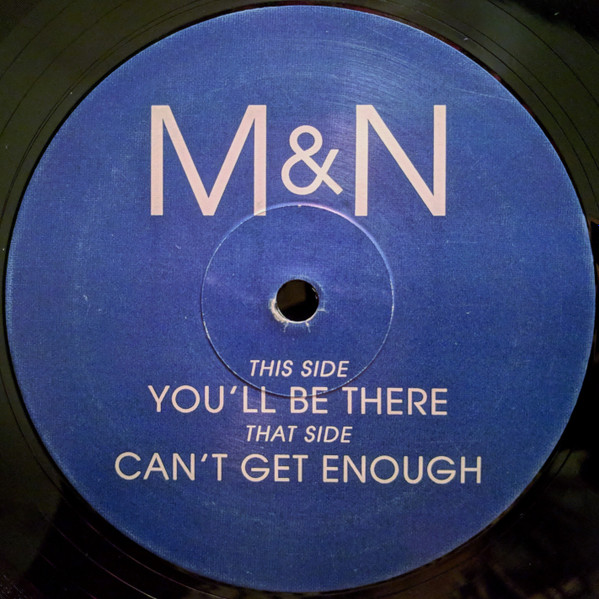 M&N
THIS SIDE
YOU'LL BE THERE
THAT SIDE
CAN'T GET ENOUGH